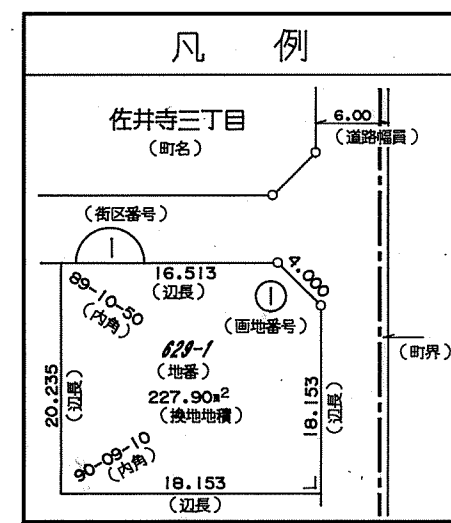 凡例
佐井寺三丁目
(町名)
6.00
(道路幅員)
(街区番号)
1
16.513
(辺長)
4.000
89-10-50
(内角)
1
(画地番号)
629-1
(地番)
(町界)
20.235
(辺長)
227.90m²
(換地地積)
18.153
(辺長)
90-09-10
(内角)
18.153
(辺長)